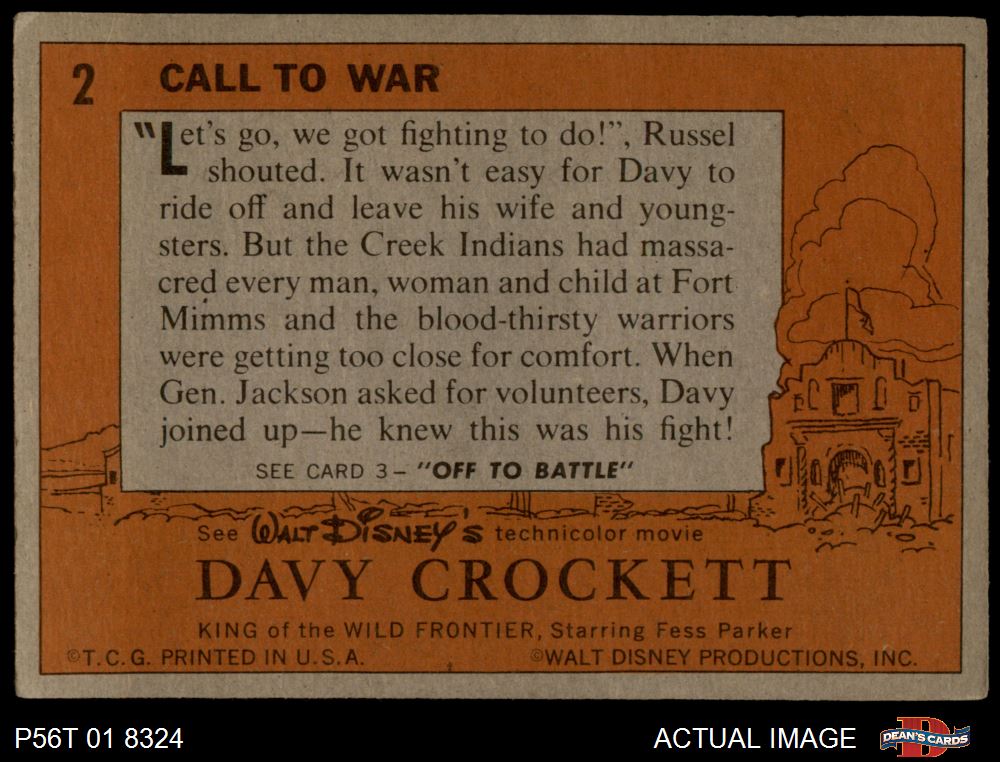 2 CALL TO WAR
"Let's go, we got fighting to do!", Russel
shouted. It wasn't easy for Davy to
ride off and leave his wife and young-
sters. But the Creek Indians had massa-
cred every man, woman and child at Fort
Mimms and the blood-thirsty warriors
were getting too close for comfort. When
Gen. Jackson asked for volunteers, Davy
joined up—he knew this was his fight!
SEE CARD 3 – "OFF TO BATTLE"
See WALT DISNEY'S technicolor movie
DAVY CROCKETT
KING of the WILD FRONTIER, Starring Fess Parker
©T.C.G. PRINTED IN U.S.A. ©WALT DISNEY PRODUCTIONS, INC.
P56T 01 8324 ACTUAL IMAGE D DEAN'S CARDS